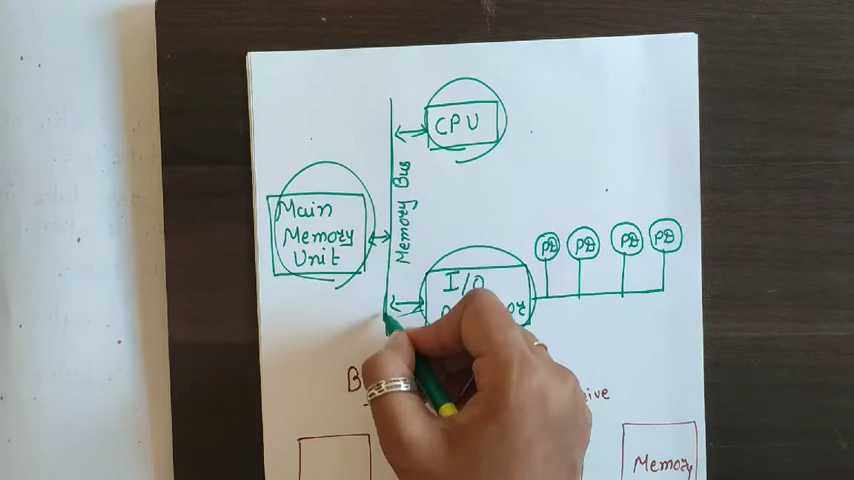 CPU
Memory Bus
Main
Memory
Unit
PD PD PD PD
I/O
Memory